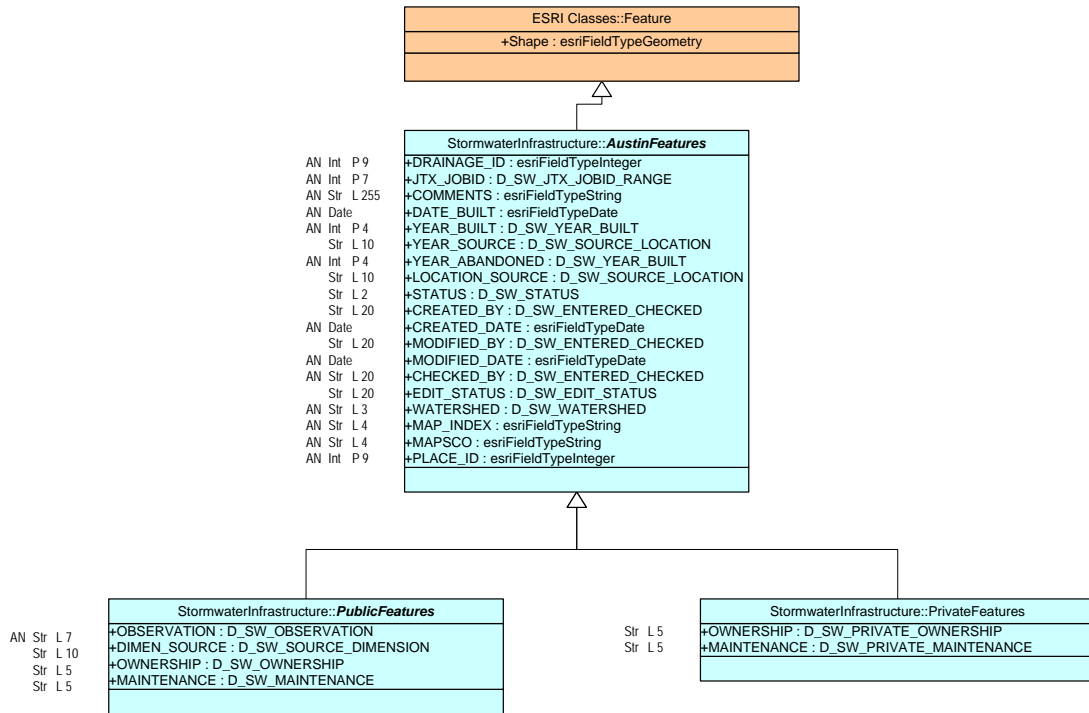 ESRI Classes::Feature
+Shape : esriFieldTypeGeometry
StormwaterInfrastructure::AustinFeatures
AN Int P 9 +DRAINAGE_ID : esriFieldTypeInteger
AN Int P 7 +JTX_JOBID : D_SW_JTX_JOBID_RANGE
AN Str L 255 +COMMENTS : esriFieldTypeString
AN Date +DATE_BUILT : esriFieldTypeDate
AN Int P 4 +YEAR_BUILT : D_SW_YEAR_BUILT
Str L 10 +YEAR_SOURCE : D_SW_SOURCE_LOCATION
AN Int P 4 +YEAR_ABANDONED : D_SW_YEAR_BUILT
Str L 10 +LOCATION_SOURCE : D_SW_SOURCE_LOCATION
Str L 2 +STATUS : D_SW_STATUS
Str L 20 +CREATED_BY : D_SW_ENTERED_CHECKED
AN Date +CREATED_DATE : esriFieldTypeDate
Str L 20 +MODIFIED_BY : D_SW_ENTERED_CHECKED
AN Date +MODIFIED_DATE : esriFieldTypeDate
AN Str L 20 +CHECKED_BY : D_SW_ENTERED_CHECKED
Str L 20 +EDIT_STATUS : D_SW_EDIT_STATUS
AN Str L 3 +WATERSHED : D_SW_WATERSHED
AN Str L 4 +MAP_INDEX : esriFieldTypeString
AN Str L 4 +MAPSCO : esriFieldTypeString
AN Int P 9 +PLACE_ID : esriFieldTypeInteger
StormwaterInfrastructure::PublicFeatures
AN Str L 7 +OBSERVATION : D_SW_OBSERVATION
Str L 10 +DIMEN_SOURCE : D_SW_SOURCE_DIMENSION
Str L 5 +OWNERSHIP : D_SW_OWNERSHIP
Str L 5 +MAINTENANCE : D_SW_MAINTENANCE
StormwaterInfrastructure::PrivateFeatures
Str L 5 +OWNERSHIP : D_SW_PRIVATE_OWNERSHIP
Str L 5 +MAINTENANCE : D_SW_PRIVATE_MAINTENANCE